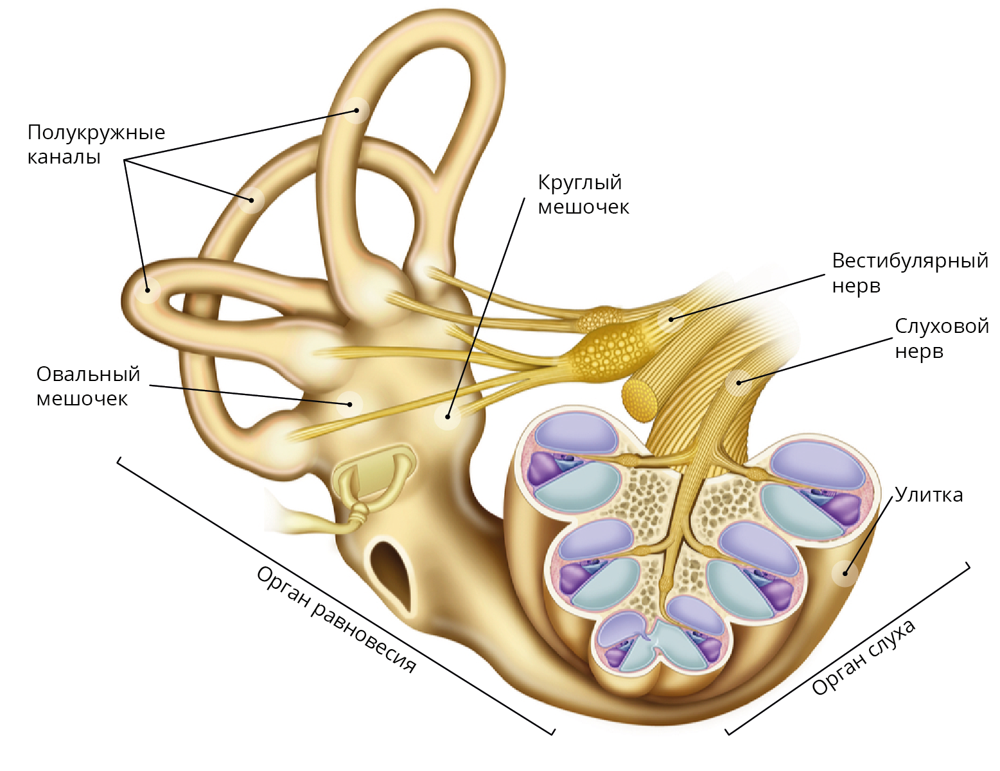 Полукружные
каналы
Круглый
мешочек
Вестибулярный
нерв
Слуховой
нерв
Овальный
мешочек
Улитка
Орган равновесия
Орган слуха